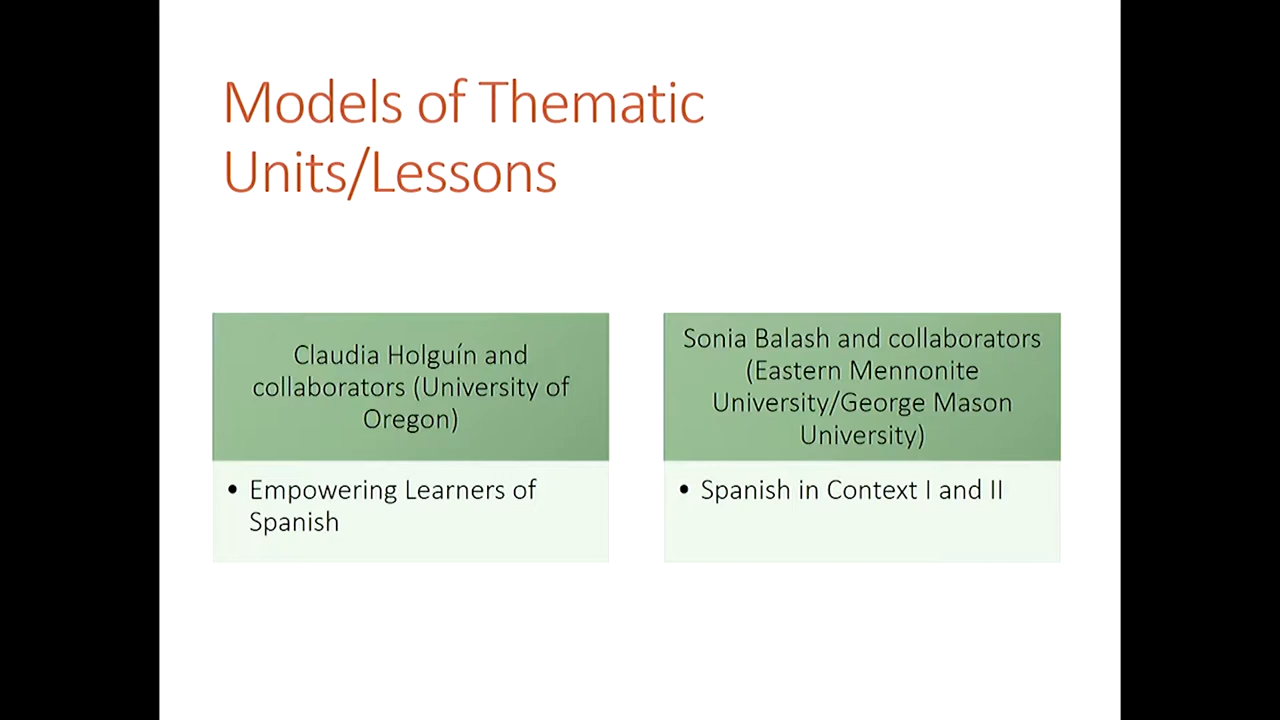 Models of Thematic
Units/Lessons
Claudia Holguín and
collaborators (University of
Oregon)
• Empowering Learners of
Spanish
Sonia Balash and collaborators
(Eastern Mennonite
University/George Mason
University)
• Spanish in Context I and II